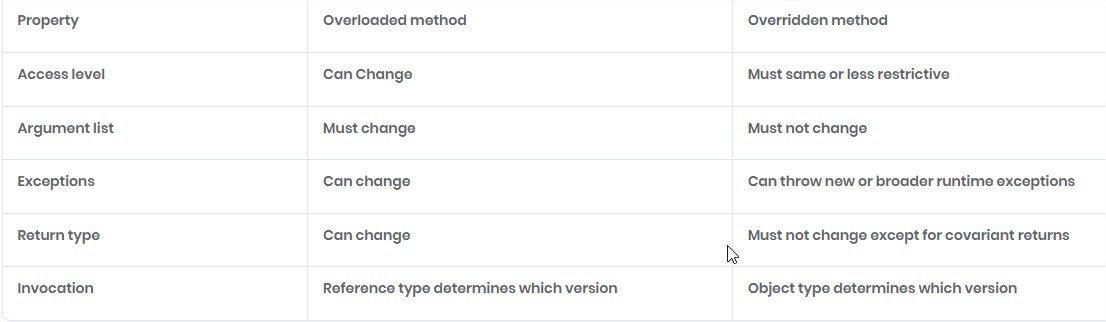 Property Overloaded method Overridden method
Access level Can Change Must same or less restrictive
Argument list Must change Must not change
Exceptions Can change Can throw new or broader runtime exceptions
Return type Can change Must not change except for covariant returns
Invocation Reference type determines which version Object type determines which version